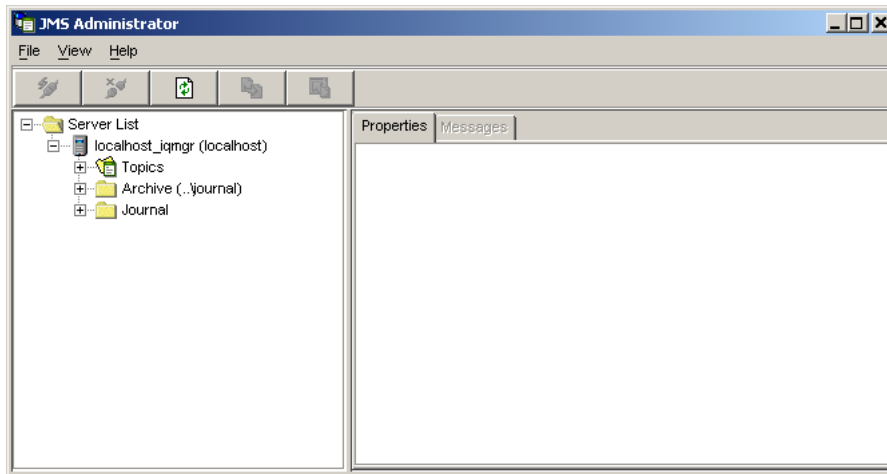 JMS Administrator
File View Help
Server List
localhost_iqmgr (localhost)
Topics
Archive (..\journal)
Journal
Properties Messages